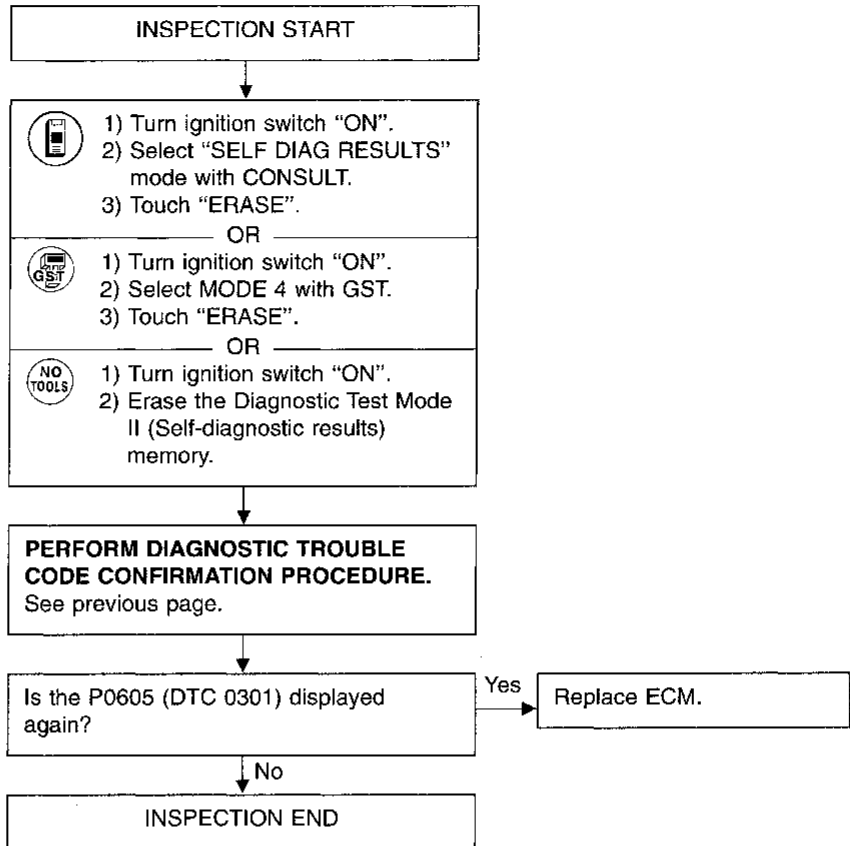 INSPECTION START
1) Turn ignition switch “ON”.
2) Select “SELF DIAG RESULTS”
mode with CONSULT.
3) Touch “ERASE”.
OR
GST
1) Turn ignition switch “ON”.
2) Select MODE 4 with GST.
3) Touch “ERASE”.
OR
NO
TOOLS
1) Turn ignition switch “ON”.
2) Erase the Diagnostic Test Mode
II (Self-diagnostic results)
memory.
PERFORM DIAGNOSTIC TROUBLE
CODE CONFIRMATION PROCEDURE.
See previous page.
Is the P0605 (DTC 0301) displayed
again?
Yes
Replace ECM.
No
INSPECTION END